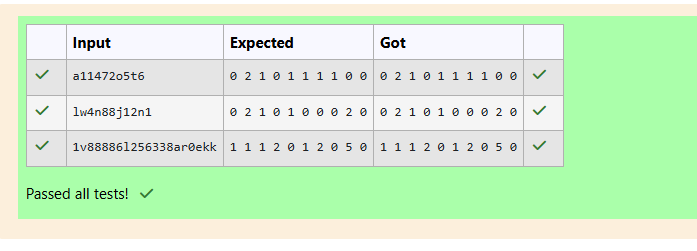 Input Expected Got
a11472o5t6 0 2 1 0 1 1 1 1 0 0 0 2 1 0 1 1 1 1 0 0
lw4n88j12n1 0 2 1 0 1 0 0 0 2 0 0 2 1 0 1 0 0 0 2 0
1v88886l256338ar0ekk 1 1 1 2 0 1 2 0 5 0 1 1 1 2 0 1 2 0 5 0
Passed all tests!